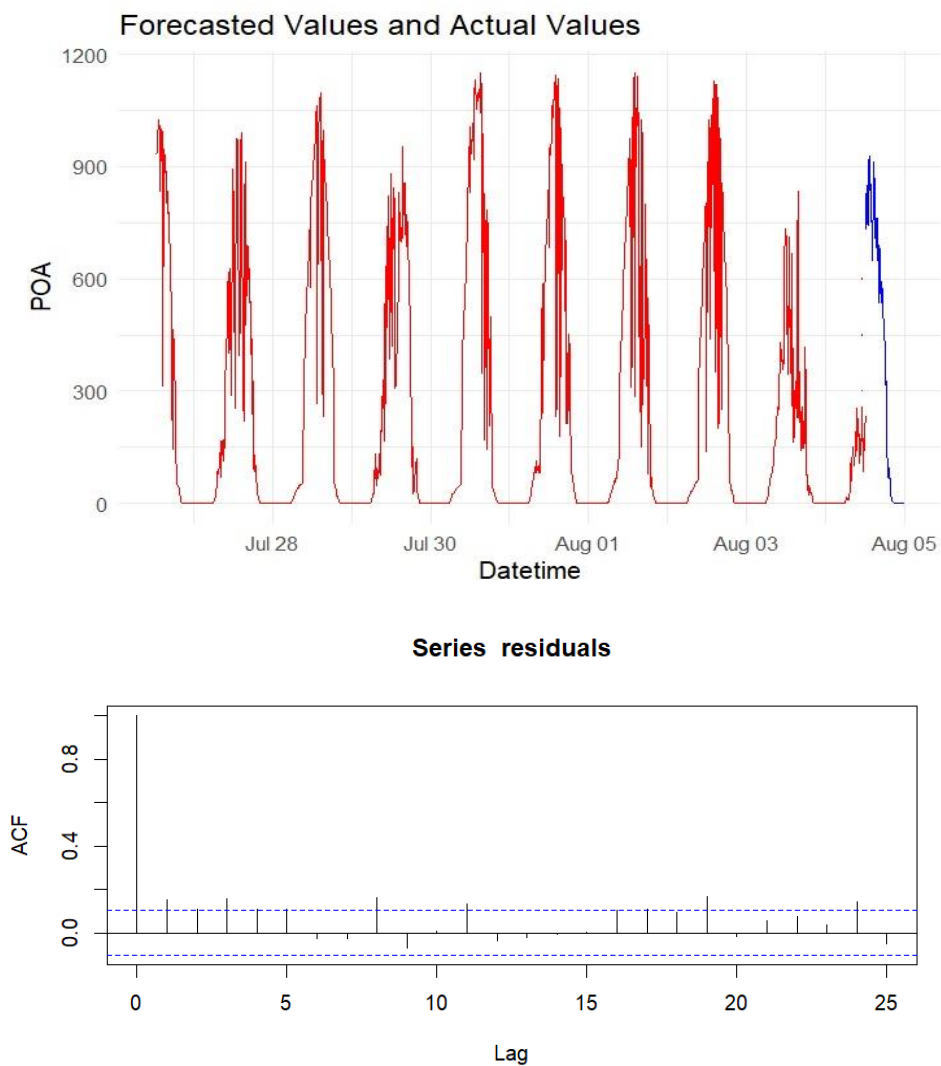 Forecasted Values and Actual Values
1200
900
600
300
0
POA
Jul 28 Jul 30 Aug 01 Aug 03 Aug 05
Datetime
Series residuals
0.8
0.4
0.0
ACF
0 5 10 15 20 25
Lag